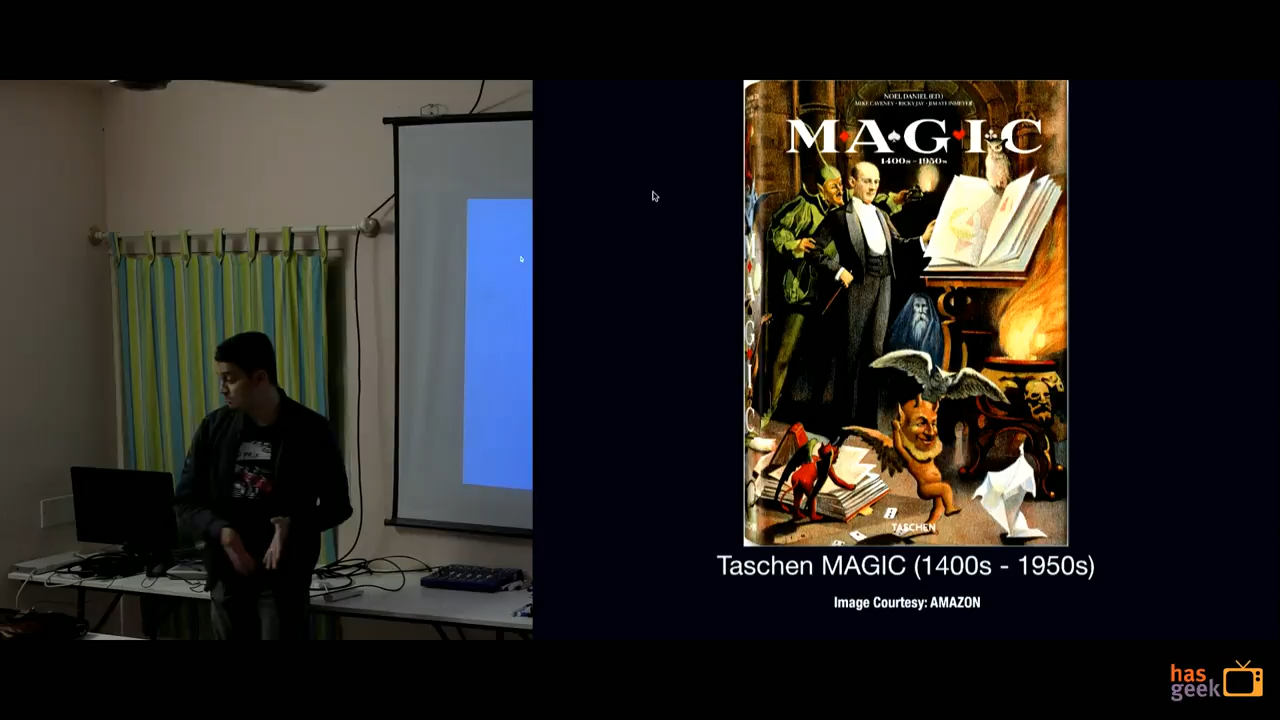 NOEL DANIEL (ED.)
MIKE CAVENEY • RICKY JAY • JIM STEINMEYER
M♦A♠G♥I♣C
1400s–1950s
MAGIC
TASCHEN
Taschen MAGIC (1400s - 1950s)
Image Courtesy: AMAZON
has
geek